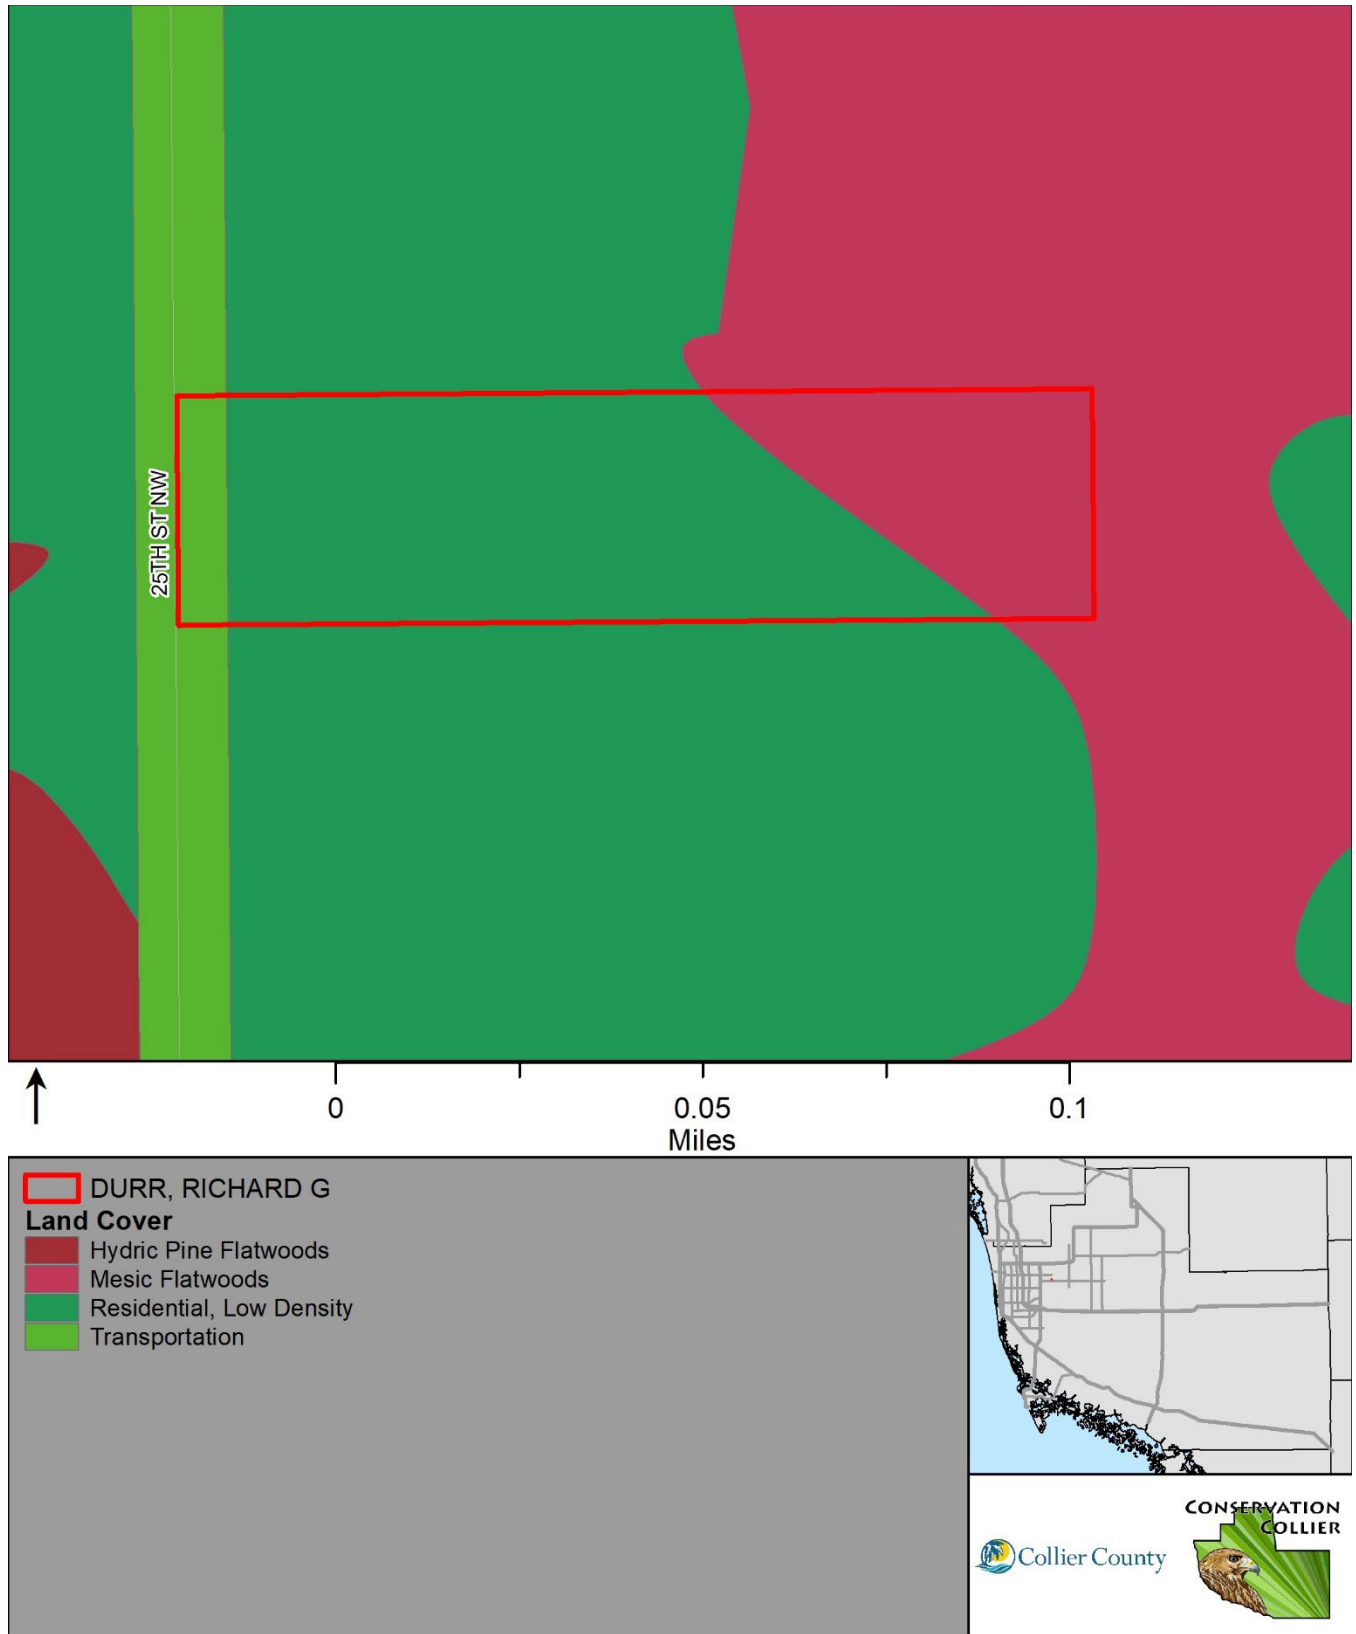 25TH ST NW
0 0.05 0.1
Miles
DURR, RICHARD G
Land Cover
Hydric Pine Flatwoods
Mesic Flatwoods
Residential, Low Density
Transportation
CONSERVATION
COLLIER
Collier County